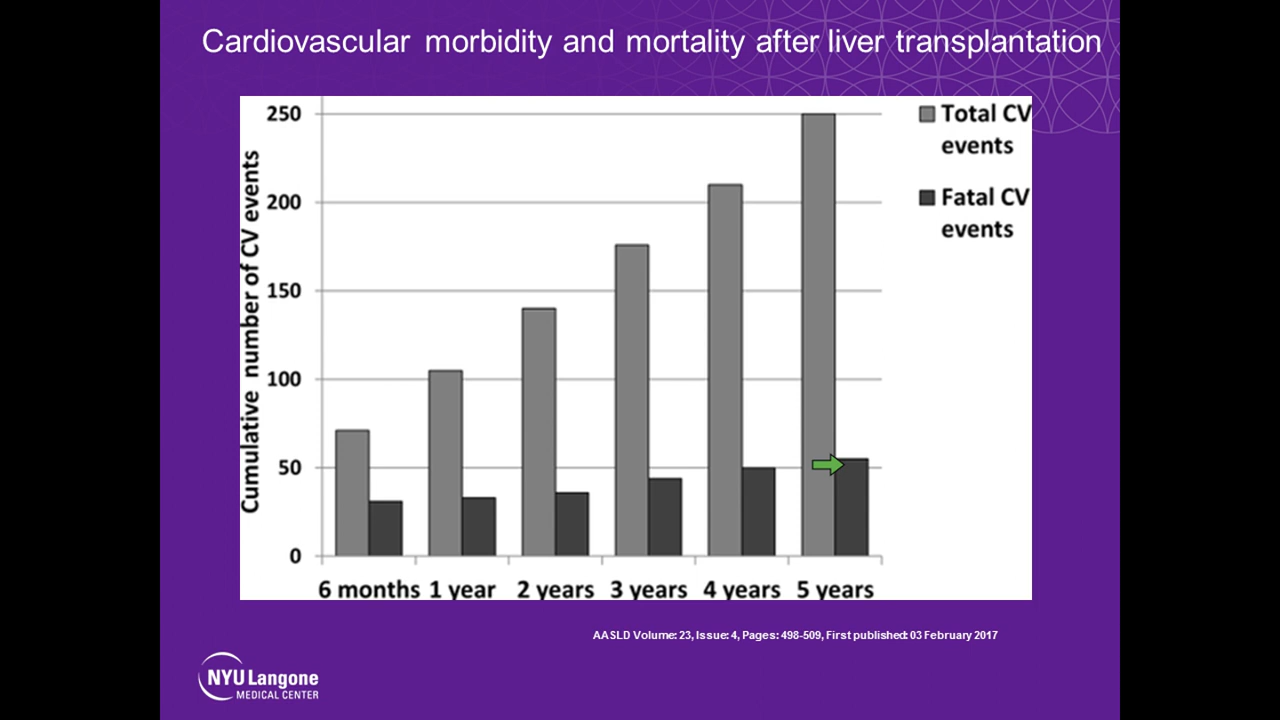 Cardiovascular morbidity and mortality after liver transplantation
Cumulative number of CV events
250
200
150
100
50
0
6 months 1 year 2 years 3 years 4 years 5 years
Total CV
events
Fatal CV
events
AASLD Volume: 23, Issue: 4, Pages: 498-509, First published: 03 February 2017
NYU Langone
MEDICAL CENTER